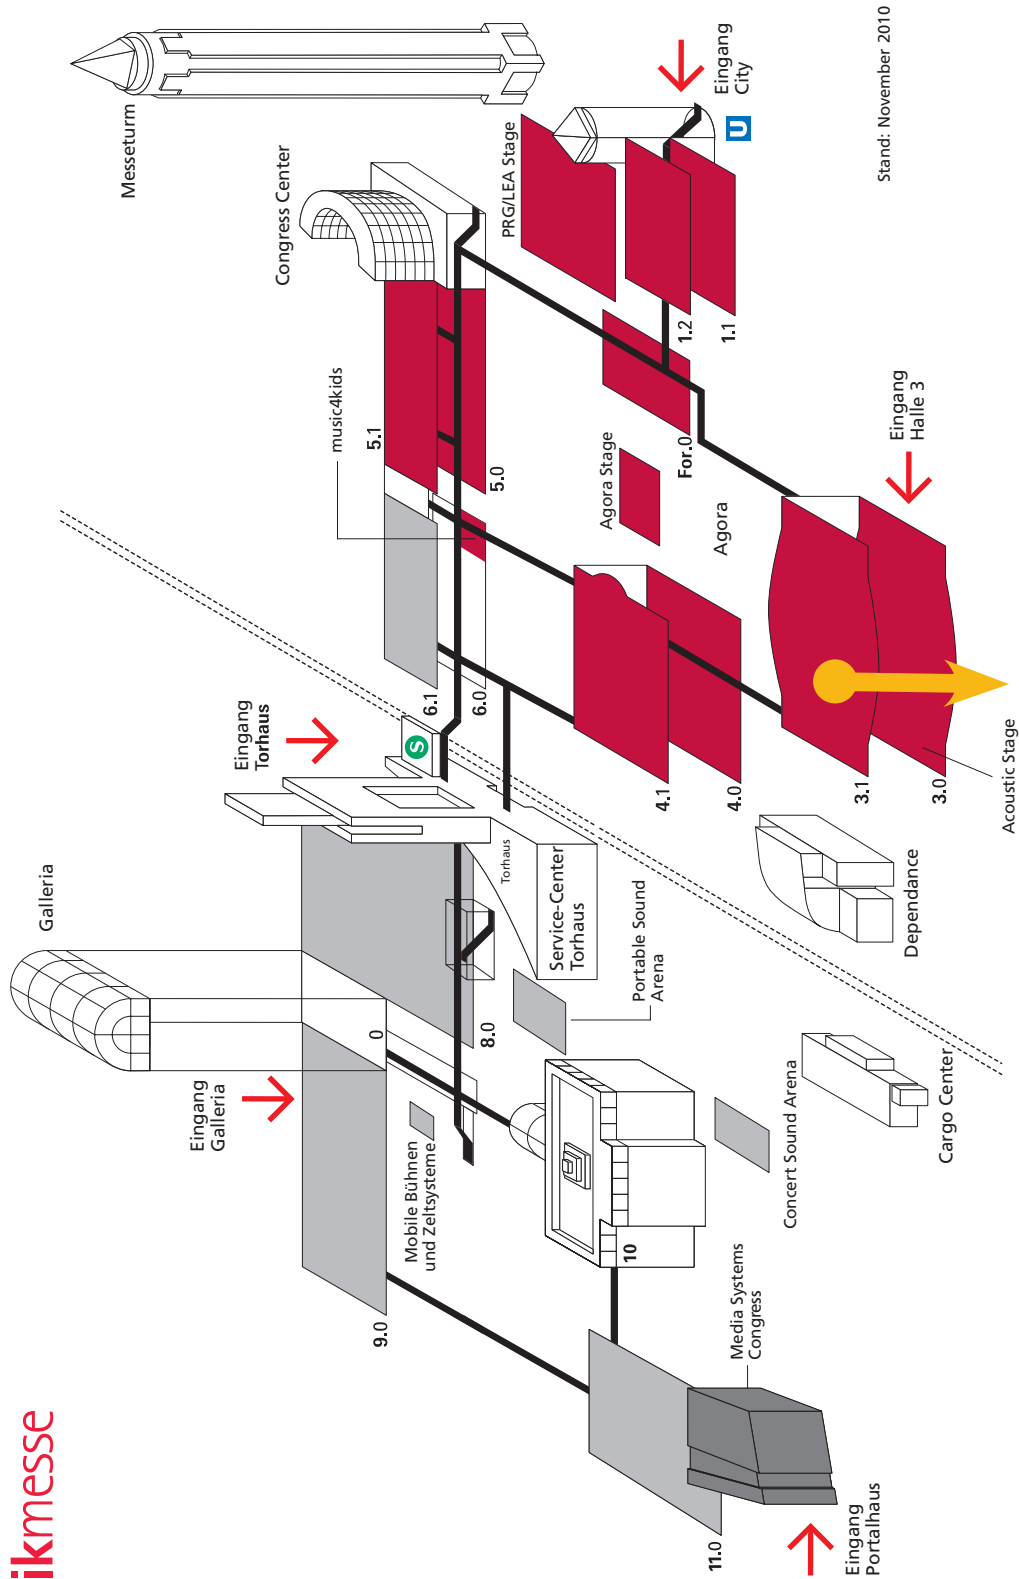 ikmesse
Galleria
Messeturm
Eingang
Torhaus
Congress Center
Eingang
Galleria
music4kids
5.1
5.0
6.1
6.0
0
8.0
9.0
Mobile Bühnen
und Zeltsysteme
Torhaus
Service-Center
Torhaus
Portable Sound
Arena
PRG/LEA Stage
Eingang
City
U
S
1.2
1.1
For.0
Agora Stage
Agora
4.1
4.0
10
Concert Sound Arena
Media Systems
Congress
11.0
Eingang
Portalhaus
Cargo Center
Dependance
3.1
3.0
Acoustic Stage
Eingang
Halle 3
Stand: November 2010